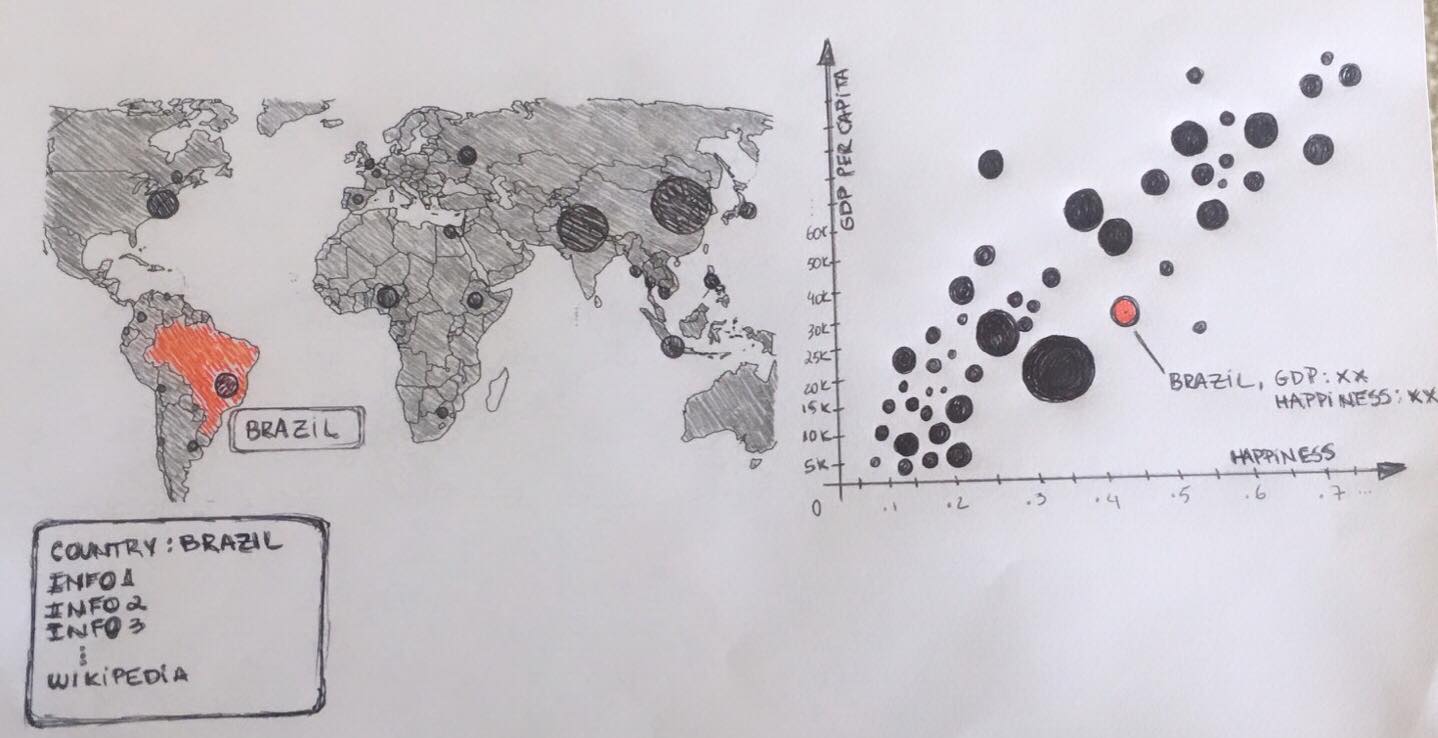 BRAZIL
COUNTRY: BRAZIL
INFO 1
INFO 2
INFO 3
WIKIPEDIA
GDP PER CAPITA
60K
50K
40K
30K
25K
20K
15K
10K
5K
0
.1 .2 .3 .4 .5 .6 .7 ...
HAPPINESS
BRAZIL, GDP: XX
HAPPINESS: XX